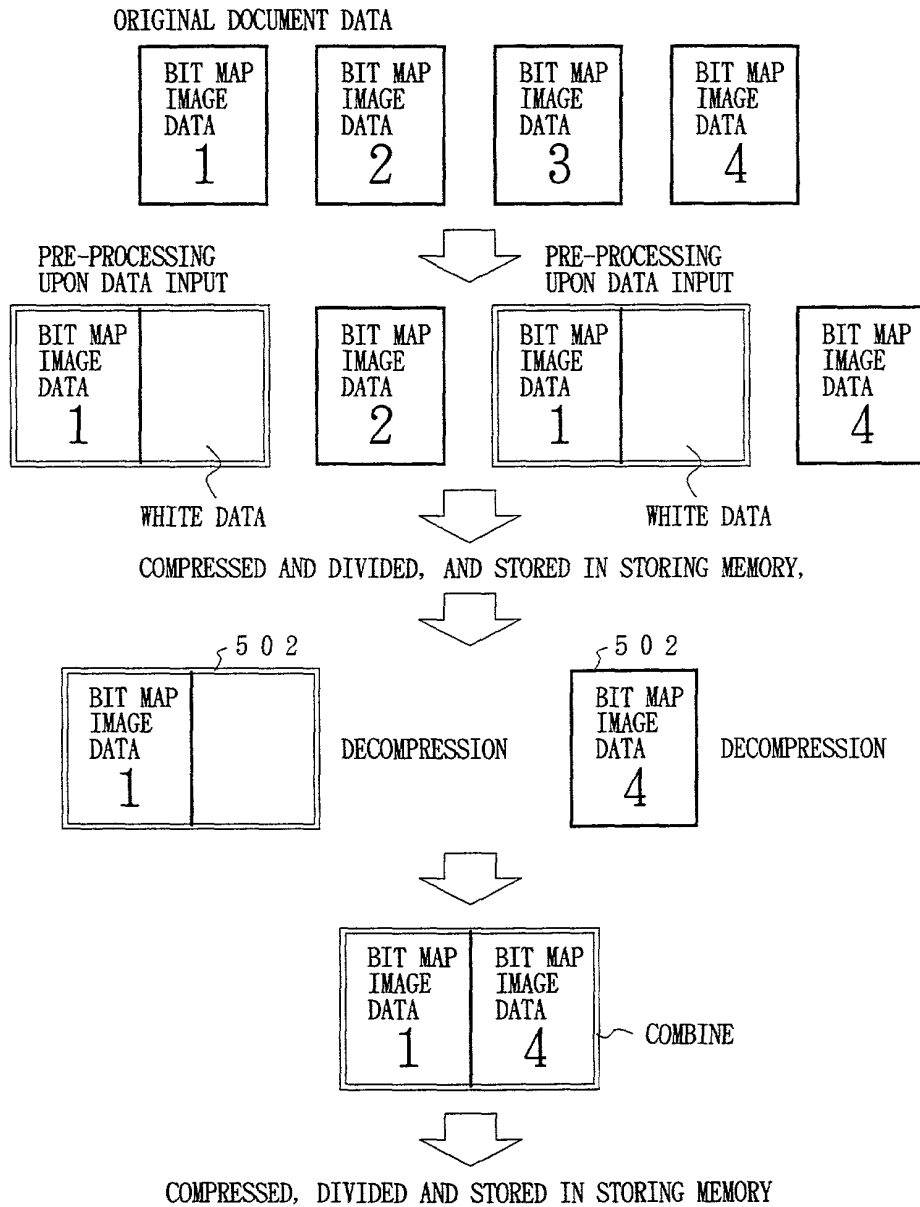 ORIGINAL DOCUMENT DATA
BIT MAP
IMAGE
DATA
1
BIT MAP
IMAGE
DATA
2
BIT MAP
IMAGE
DATA
3
BIT MAP
IMAGE
DATA
4
PRE-PROCESSING
UPON DATA INPUT
PRE-PROCESSING
UPON DATA INPUT
BIT MAP
IMAGE
DATA
1
BIT MAP
IMAGE
DATA
2
BIT MAP
IMAGE
DATA
1
BIT MAP
IMAGE
DATA
4
WHITE DATA
WHITE DATA
COMPRESSED AND DIVIDED, AND STORED IN STORING MEMORY,
502
BIT MAP
IMAGE
DATA
1
DECOMPRESSION
502
BIT MAP
IMAGE
DATA
4
DECOMPRESSION
BIT MAP
IMAGE
DATA
1
BIT MAP
IMAGE
DATA
4
COMBINE
COMPRESSED, DIVIDED AND STORED IN STORING MEMORY